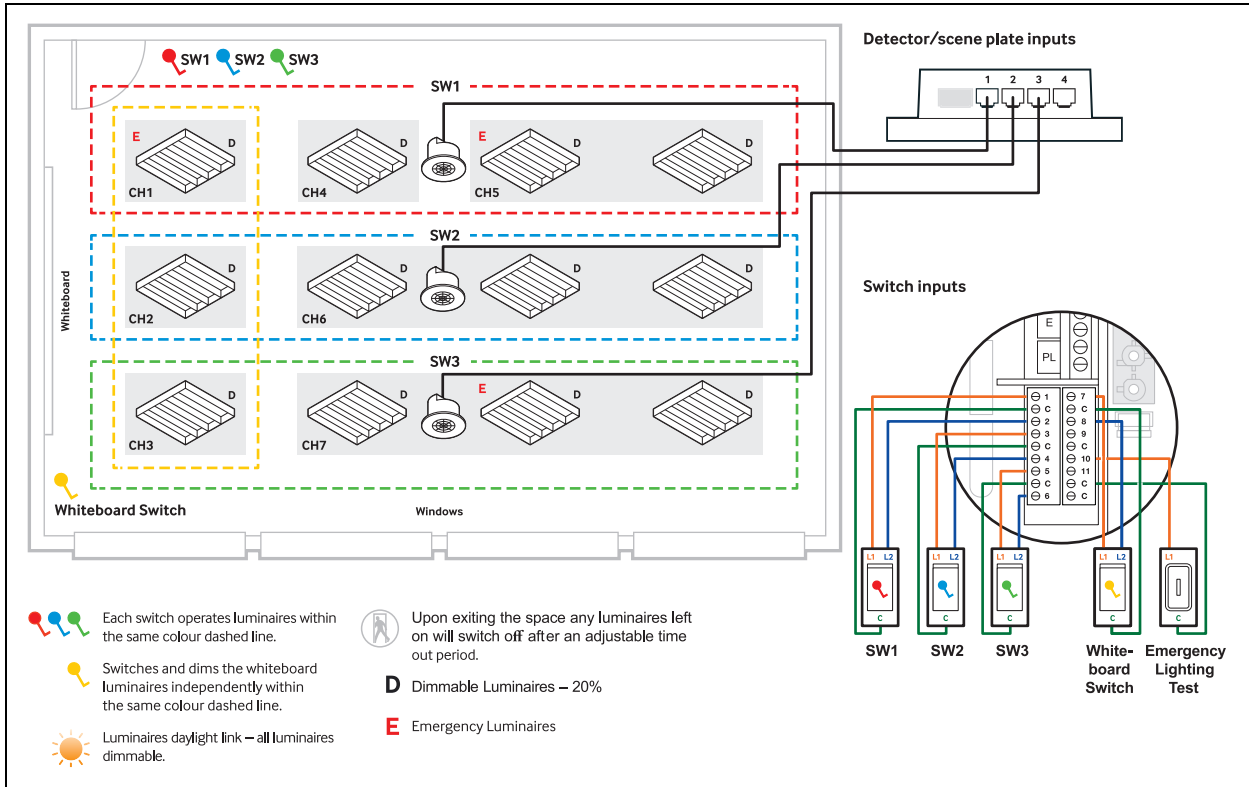 SW1 SW2 SW3
SW1
E D
CH1
D
CH4
E D
CH5
D
SW2
D
CH2
D
CH6
D
D
SW3
D
CH3
D
CH7
E D
D
Whiteboard
Whiteboard Switch
Windows
Detector/scene plate inputs
1 2 3 4
Switch inputs
E
PL
1 7
C C
2 8
3 9
C C
4 10
5 11
C C
6 C
L1 L2
C
SW1
L1 L2
C
SW2
L1 L2
C
SW3
L1 L2
C
White-
board
Switch
L1
C
Emergency
Lighting
Test
Each switch operates luminaires within
the same colour dashed line.
Switches and dims the whiteboard
luminaires independently within
the same colour dashed line.
Luminaires daylight link – all luminaires
dimmable.
Upon exiting the space any luminaires left
on will switch off after an adjustable time
out period.
D Dimmable Luminaires – 20%
E Emergency Luminaires